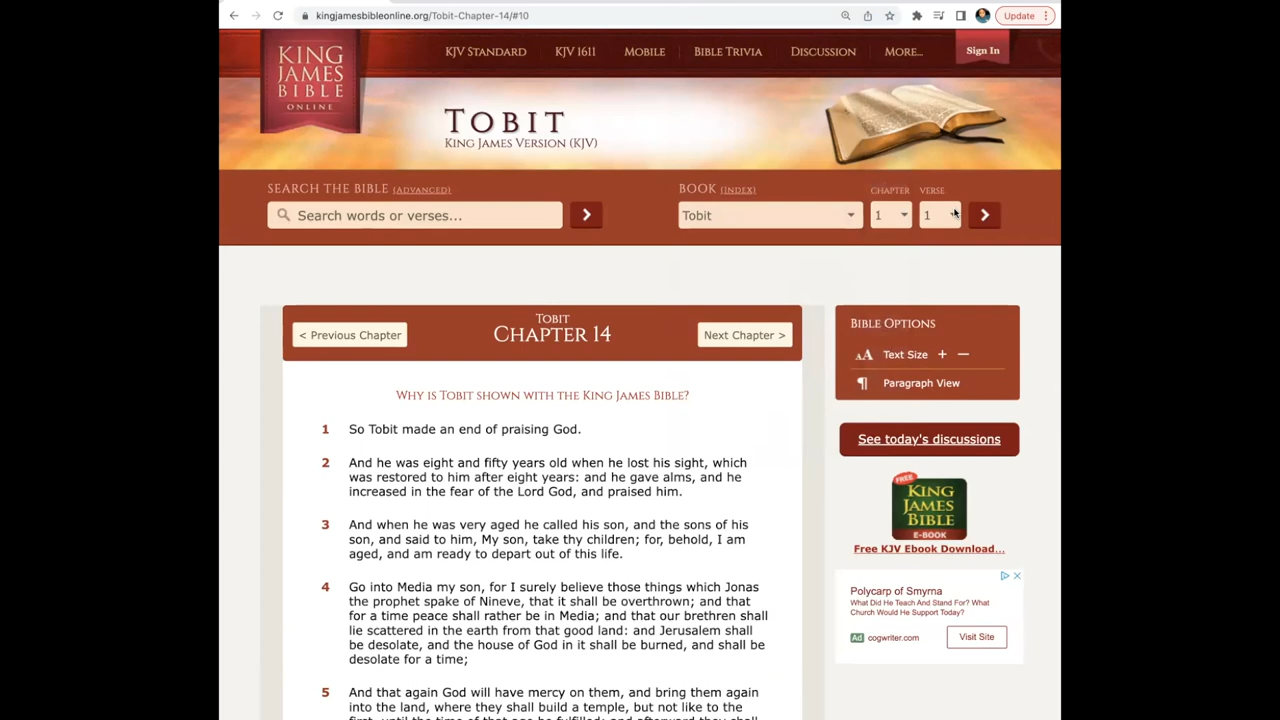 kingjamesbibleonline.org/Tobit-Chapter-14/#10
Update
KING
JAMES
BIBLE
ONLINE
KJV STANDARD
KJV 1611
MOBILE
BIBLE TRIVIA
DISCUSSION
MORE...
Sign In
TOBIT
KING JAMES VERSION (KJV)
SEARCH THE BIBLE (ADVANCED)
Search words or verses...
BOOK (INDEX)
CHAPTER
VERSE
Tobit
1
1
< Previous Chapter
TOBIT
CHAPTER 14
Next Chapter >
WHY IS TOBIT SHOWN WITH THE KING JAMES BIBLE?
1 So Tobit made an end of praising God.
2 And he was eight and fifty years old when he lost his sight, which
was restored to him after eight years: and he gave alms, and he
increased in the fear of the Lord God, and praised him.
3 And when he was very aged he called his son, and the sons of his
son, and said to him, My son, take thy children; for, behold, I am
aged, and am ready to depart out of this life.
4 Go into Media my son, for I surely believe those things which Jonas
the prophet spake of Nineve, that it shall be overthrown; and that
for a time peace shall rather be in Media; and that our brethren shall
lie scattered in the earth from that good land: and Jerusalem shall
be desolate, and the house of God in it shall be burned, and shall be
desolate for a time;
5 And that again God will have mercy on them, and bring them again
into the land, where they shall build a temple, but not like to the
first, until the time of that age be fulfilled; and afterward they shall
BIBLE OPTIONS
AA Text Size + −
¶ Paragraph View
See today's discussions
FREE
KING
JAMES
BIBLE
E-BOOK
Free KJV Ebook Download...
Polycarp of Smyrna
What Did He Teach And Stand For? What
Church Would He Support Today?
Ad cogwriter.com
Visit Site